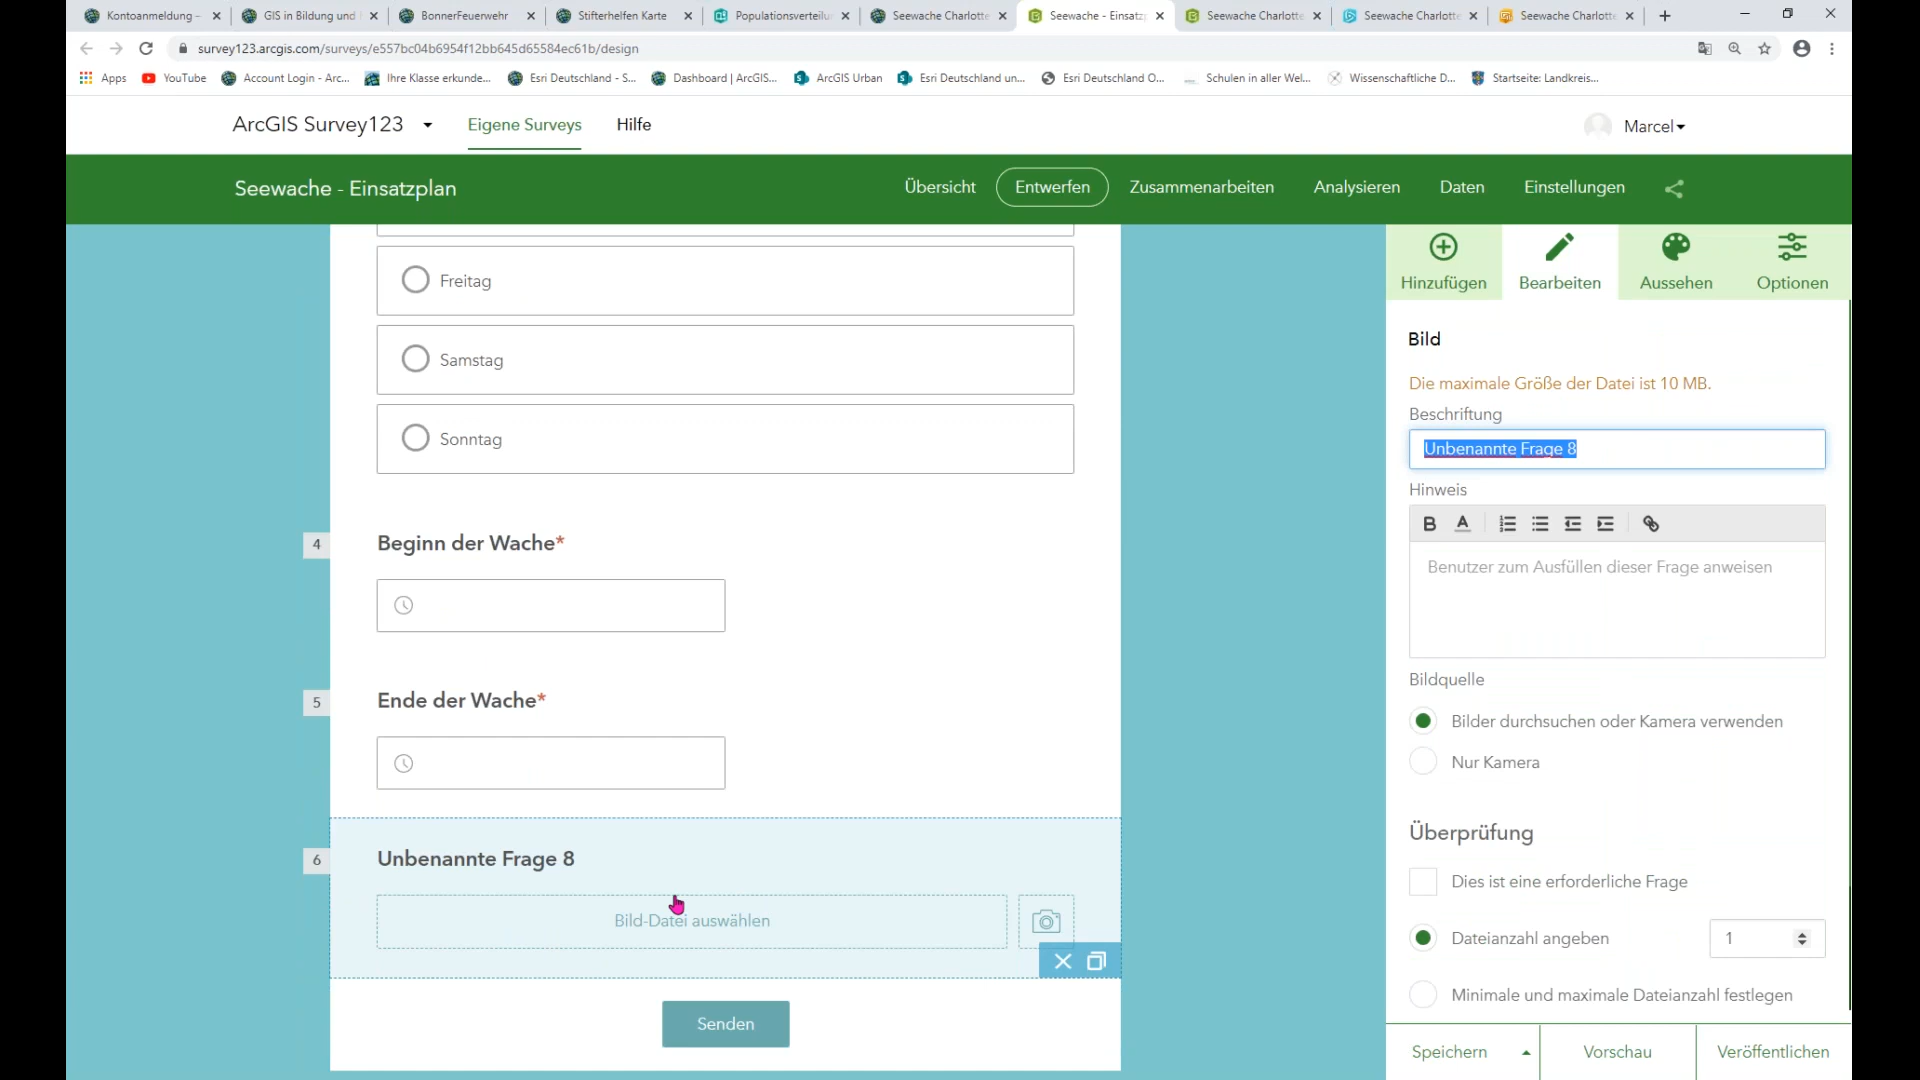 Kontoanmeldung -
GIS in Bildung und
BonnerFeuerwehr
Stifterhelfen Karte
Populationsverteilu
Seewache Charlotte
Seewache - Einsatzp
Seewache Charlotte
Seewache Charlotte
Seewache Charlotte
survey123.arcgis.com/surveys/e557bc04b6954f12bb645d65584ec61b/design
Apps
YouTube
Account Login - Arc...
Ihre Klasse erkunde...
Esri Deutschland - S...
Dashboard | ArcGIS...
ArcGIS Urban
Esri Deutschland un...
Esri Deutschland O...
Schulen in aller Wel...
Wissenschaftliche D...
Startseite: Landkreis...
ArcGIS Survey123
Eigene Surveys
Hilfe
Marcel
Seewache - Einsatzplan
Übersicht
Entwerfen
Zusammenarbeiten
Analysieren
Daten
Einstellungen
Freitag
Samstag
Sonntag
4
Beginn der Wache*
5
Ende der Wache*
6
Unbenannte Frage 8
Bild-Datei auswählen
Senden
Hinzufügen
Bearbeiten
Aussehen
Optionen
Bild
Die maximale Größe der Datei ist 10 MB.
Beschriftung
Unbenannte Frage 8
Hinweis
B A
Benutzer zum Ausfüllen dieser Frage anweisen
Bildquelle
Bilder durchsuchen oder Kamera verwenden
Nur Kamera
Überprüfung
Dies ist eine erforderliche Frage
Dateianzahl angeben
1
Minimale und maximale Dateianzahl festlegen
Speichern
Vorschau
Veröffentlichen